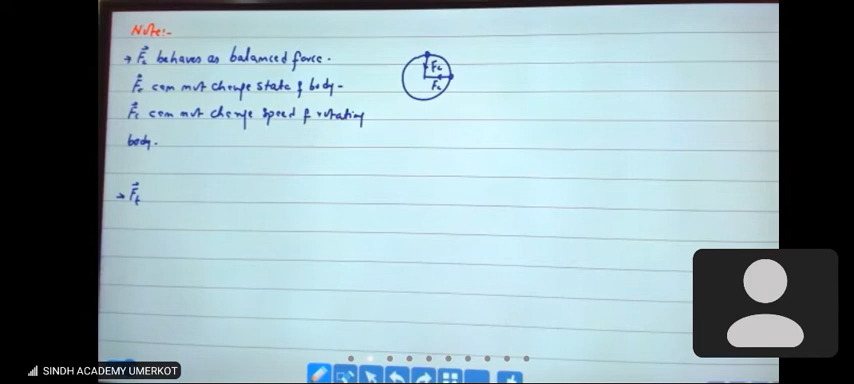 Note:-
→ F⃗c behaves as balanced force.
Fc
F⃗c can not change state of body-
Fc
F⃗c can not change speed of rotating
body.
→ F⃗t
SINDH ACADEMY UMERKOT